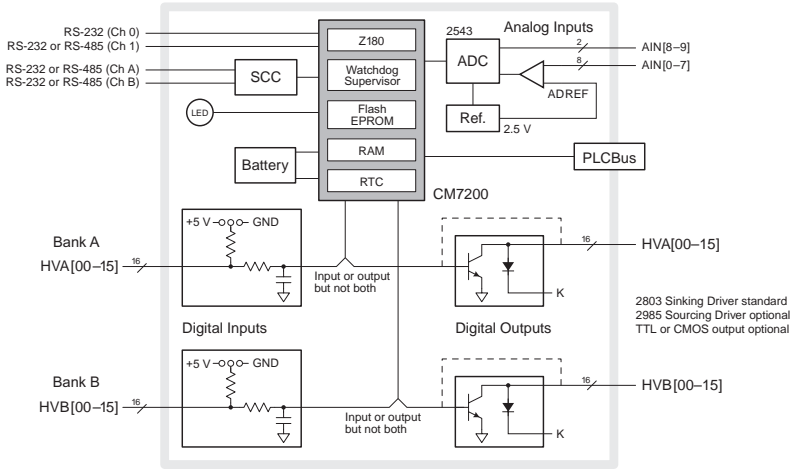 RS-232 (Ch 0)
RS-232 or RS-485 (Ch 1)
RS-232 or RS-485 (Ch A)
RS-232 or RS-485 (Ch B)
SCC
LED
Battery
Z180
Watchdog
Supervisor
Flash
EPROM
RAM
RTC
CM7200
2543
Analog Inputs
ADC
2
AIN[8–9]
8
AIN[0–7]
ADREF
Ref.
2.5 V
PLCBus
+5 V
GND
Bank A
HVA[00–15]
16
Input or output
but not both
K
16
HVA[00–15]
Digital Inputs
Digital Outputs
2803 Sinking Driver standard
2985 Sourcing Driver optional
TTL or CMOS output optional
+5 V
GND
Bank B
HVB[00–15]
16
Input or output
but not both
K
16
HVB[00–15]